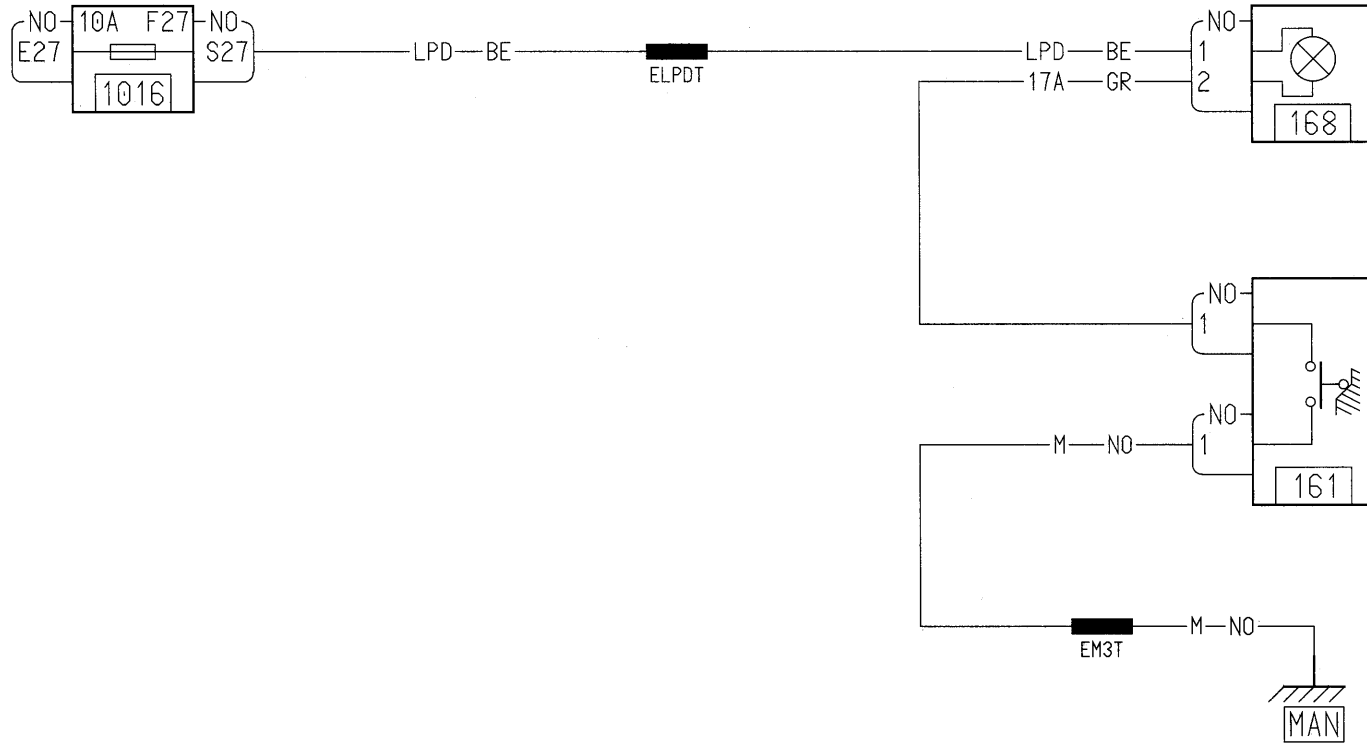 NO 10A F27 NO NO
E27 S27 LPD BE LPD BE 1
ELPDT
17A GR 2
1016
168
NO
1
NO
M NO 1
161
M NO
EM3T
MAN